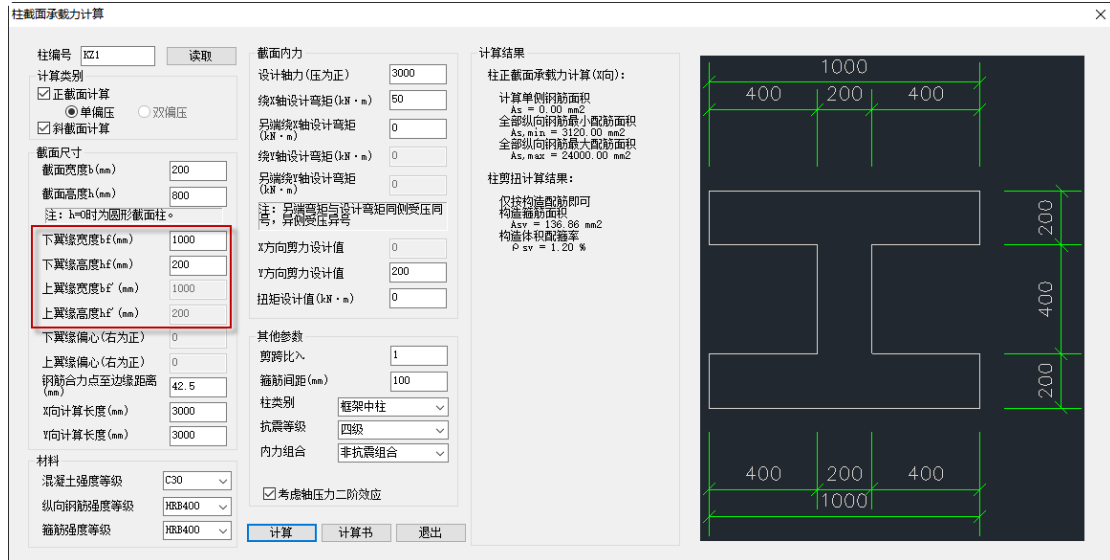 柱截面承载力计算
柱编号 KZ1 读取
计算类别
正截面计算
单偏压 双偏压
斜截面计算
截面尺寸
截面宽度b(mm) 200
截面高度h(mm) 800
注: h=0时为圆形截面柱。
下翼缘宽度bf(mm) 1000
下翼缘高度hf(mm) 200
上翼缘宽度bf'(mm) 1000
上翼缘高度hf'(mm) 200
下翼缘偏心(右为正) 0
上翼缘偏心(右为正) 0
钢筋合力点至边缘距离
(mm) 42.5
X向计算长度(mm) 3000
Y向计算长度(mm) 3000
材料
混凝土强度等级 C30
纵向钢筋强度等级 HRB400
箍筋强度等级 HRB400
截面内力
设计轴力(压为正) 3000
绕X轴设计弯矩(kN·m) 50
另端绕X轴设计弯矩
(kN·m) 0
绕Y轴设计弯矩(kN·m) 0
另端绕Y轴设计弯矩
(kN·m) 0
注: 另端弯矩与设计弯矩同侧受压同
号, 异侧受压异号
X方向剪力设计值 0
Y方向剪力设计值 200
扭矩设计值(kN·m) 0
其他参数
剪跨比λ 1
箍筋间距(mm) 100
柱类别 框架中柱
抗震等级 四级
内力组合 非抗震组合
考虑轴压力二阶效应
计算 计算书 退出
计算结果
柱正截面承载力计算(X向):
计算单侧钢筋面积
As = 0.00 mm2
全部纵向钢筋最小配筋面积
As,min = 3120.00 mm2
全部纵向钢筋最大配筋面积
As,max = 24000.00 mm2
柱剪扭计算结果:
仅按构造配筋即可
构造箍筋面积
Asv = 136.86 mm2
构造体积配箍率
ρsv = 1.20 %
1000
400 200 400
200
400
200
400 200 400
1000